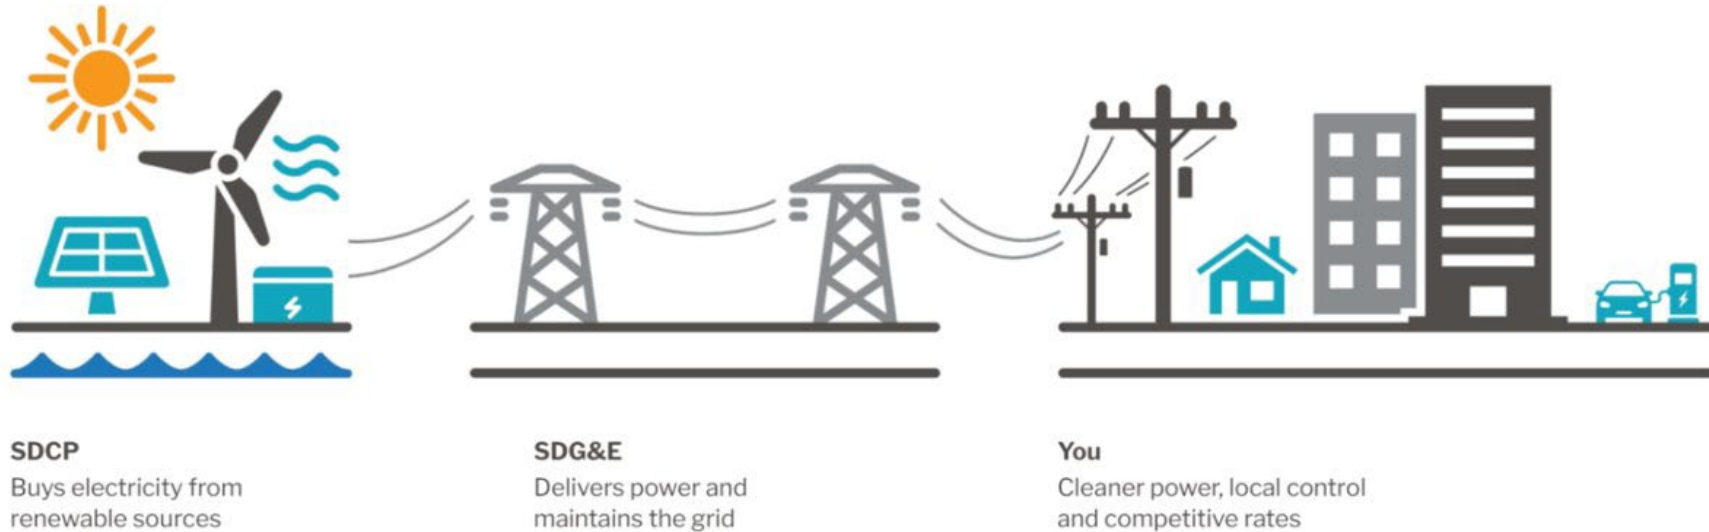 SDCP
Buys electricity from
renewable sources
SDG&E
Delivers power and
maintains the grid
You
Cleaner power, local control
and competitive rates